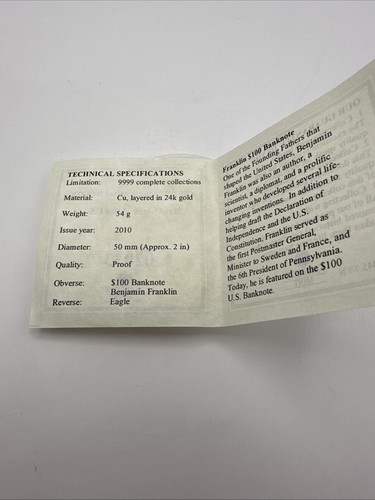 TECHNICAL SPECIFICATIONS
Limitation: 9999 complete collections
Material: Cu, layered in 24k gold
Weight: 54 g
Issue year: 2010
Diameter: 50 mm (Approx. 2 in)
Quality: Proof
Obverse: $100 Banknote
Benjamin Franklin
Reverse: Eagle
Franklin $100 Banknote
One of the Founding Fathers that
shaped the United States, Benjamin
Franklin was also an author, a
scientist, a diplomat, and a prolific
inventor who developed several life-
changing inventions. In addition to
helping draft the Declaration of
Independence and the U.S.
Constitution, Franklin served as
the first Postmaster General,
Minister to Sweden and France, and
the 6th President of Pennsylvania.
Today, he is featured on the $100
U.S. Banknote.